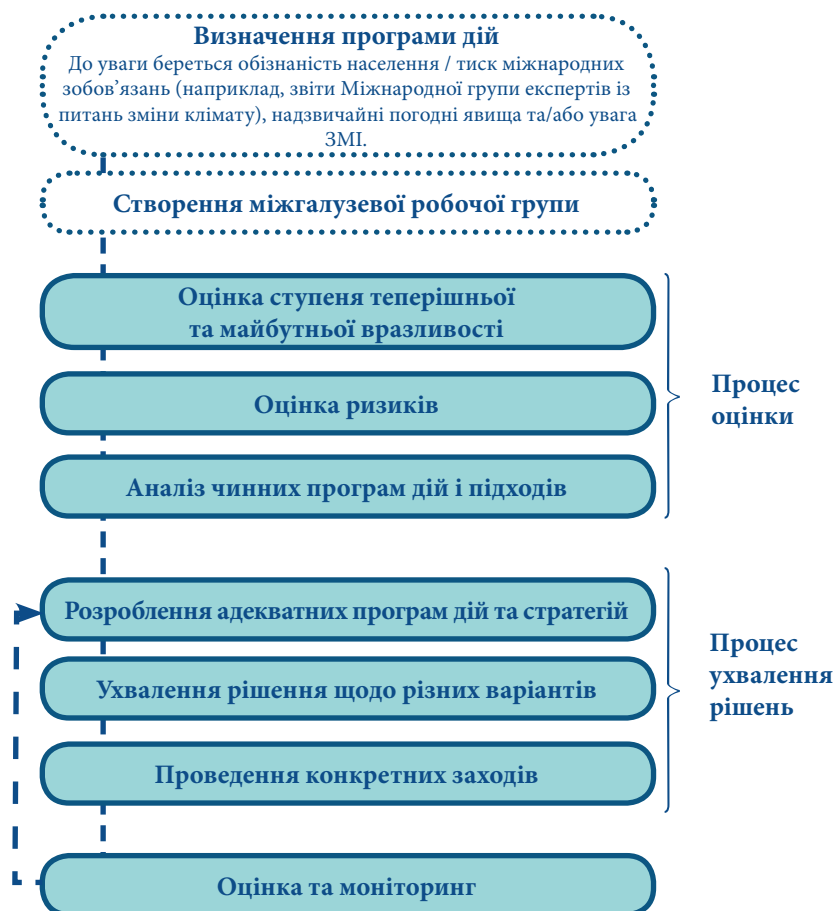 Визначення програми дій
До уваги береться обізнаність населення / тиск міжнародних
зобов’язань (наприклад, звіти Міжнародної групи експертів із
питань зміни клімату), надзвичайні погодні явища та/або увага
ЗМІ.
Створення міжгалузевої робочої групи
Оцінка ступеня теперішньої
та майбутньої вразливості
Оцінка ризиків
Аналіз чинних програм дій і підходів
Процес
оцінки
Розроблення адекватних програм дій та стратегій
Ухвалення рішення щодо різних варіантів
Проведення конкретних заходів
Процес
ухвалення
рішень
Оцінка та моніторинг